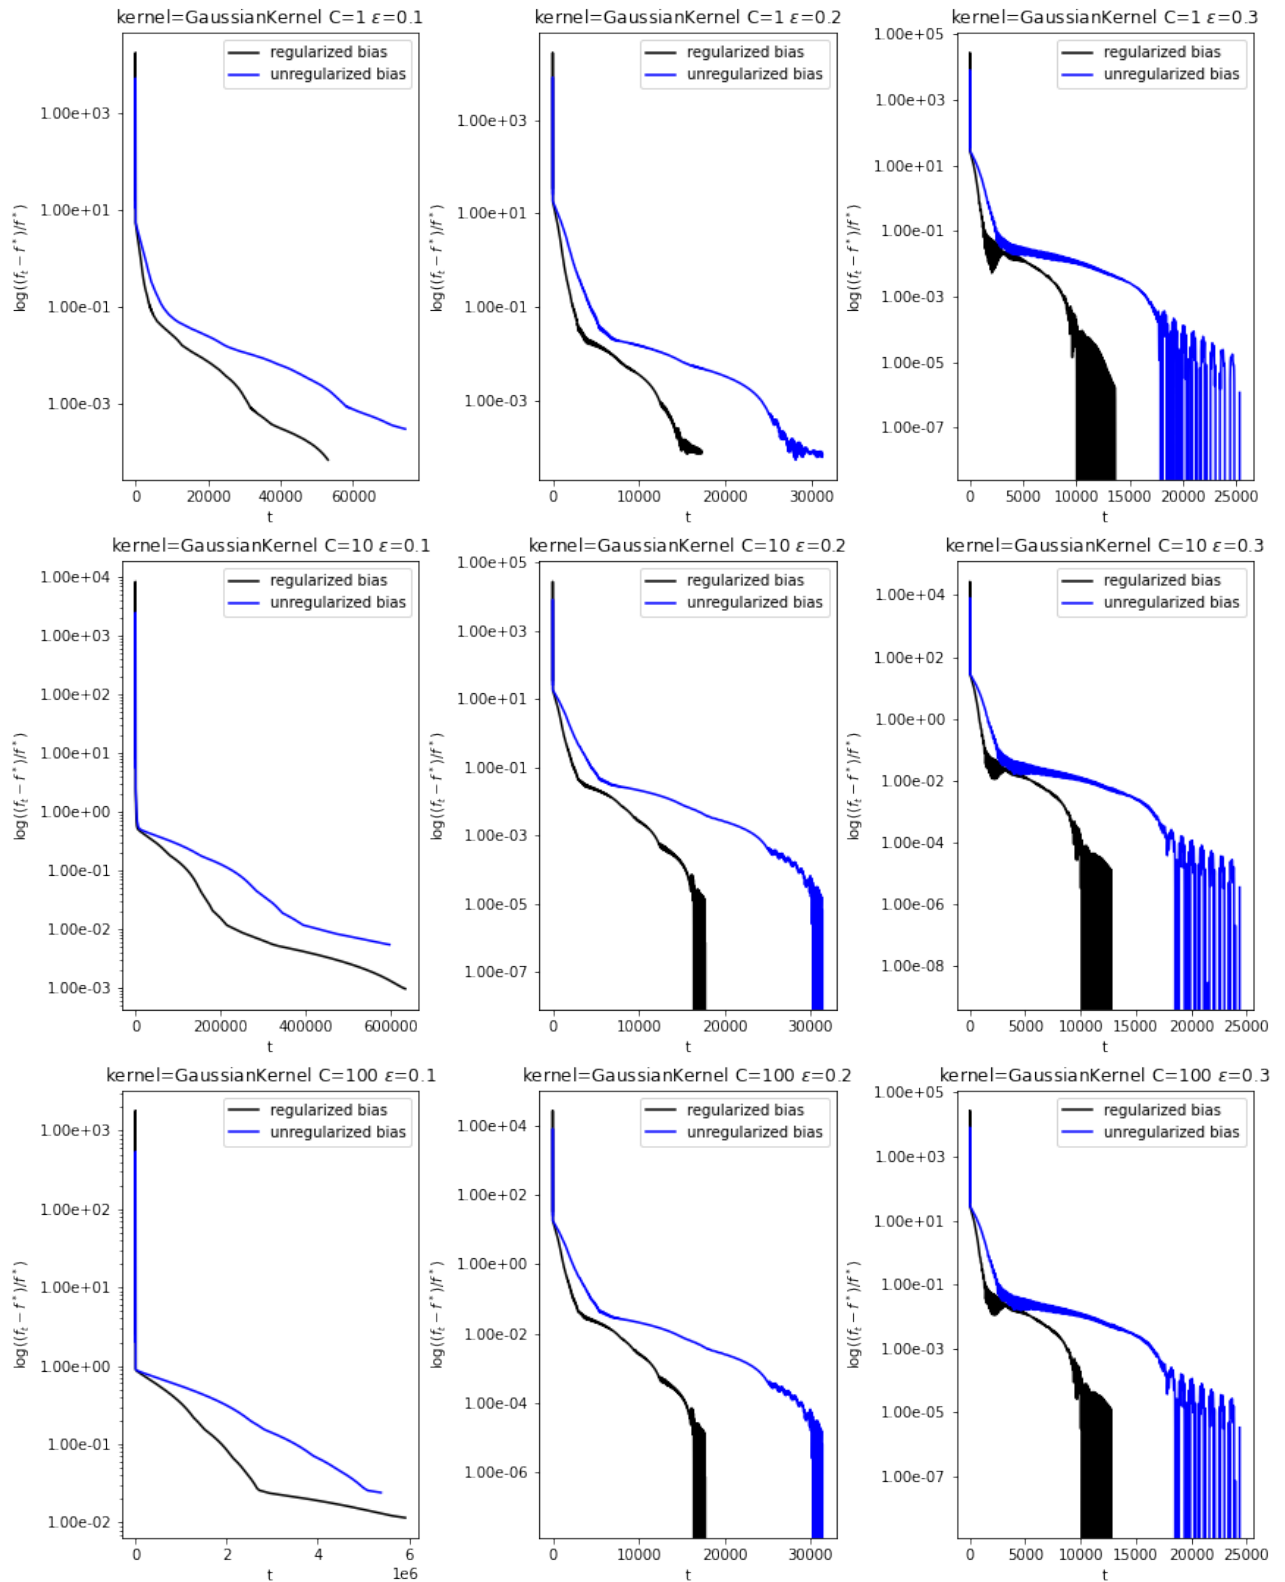 kernel=GaussianKernel C=1 ε=0.1
regularized bias
unregularized bias
1.00e+03
1.00e+01
1.00e-01
1.00e-03
log((f_t − f*)/f*)
0 20000 40000 60000
t
kernel=GaussianKernel C=1 ε=0.2
regularized bias
unregularized bias
1.00e+03
1.00e+01
1.00e-01
1.00e-03
log((f_t − f*)/f*)
0 10000 20000 30000
t
kernel=GaussianKernel C=1 ε=0.3
regularized bias
unregularized bias
1.00e+05
1.00e+03
1.00e+01
1.00e-01
1.00e-03
1.00e-05
1.00e-07
log((f_t − f*)/f*)
0 5000 10000 15000 20000 25000
t
kernel=GaussianKernel C=10 ε=0.1
regularized bias
unregularized bias
1.00e+04
1.00e+03
1.00e+02
1.00e+01
1.00e+00
1.00e-01
1.00e-02
1.00e-03
log((f_t − f*)/f*)
0 200000 400000 600000
t
kernel=GaussianKernel C=10 ε=0.2
regularized bias
unregularized bias
1.00e+05
1.00e+03
1.00e+01
1.00e-01
1.00e-03
1.00e-05
1.00e-07
log((f_t − f*)/f*)
0 10000 20000 30000
t
kernel=GaussianKernel C=10 ε=0.3
regularized bias
unregularized bias
1.00e+04
1.00e+02
1.00e+00
1.00e-02
1.00e-04
1.00e-06
1.00e-08
log((f_t − f*)/f*)
0 5000 10000 15000 20000 25000
t
kernel=GaussianKernel C=100 ε=0.1
regularized bias
unregularized bias
1.00e+03
1.00e+02
1.00e+01
1.00e+00
1.00e-01
1.00e-02
log((f_t − f*)/f*)
0 2 4 6
1e6
t
kernel=GaussianKernel C=100 ε=0.2
regularized bias
unregularized bias
1.00e+04
1.00e+02
1.00e+00
1.00e-02
1.00e-04
1.00e-06
log((f_t − f*)/f*)
0 10000 20000 30000
t
kernel=GaussianKernel C=100 ε=0.3
regularized bias
unregularized bias
1.00e+05
1.00e+03
1.00e+01
1.00e-01
1.00e-03
1.00e-05
1.00e-07
log((f_t − f*)/f*)
0 5000 10000 15000 20000 25000
t